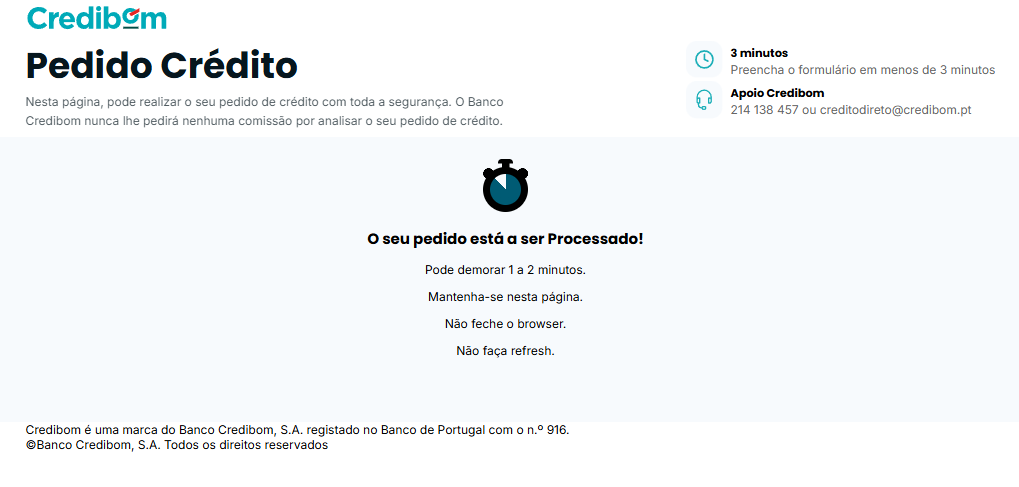 Credibom
Pedido Crédito
Nesta página, pode realizar o seu pedido de crédito com toda a segurança. O Banco
Credibom nunca lhe pedirá nenhuma comissão por analisar o seu pedido de crédito.
3 minutos
Preencha o formulário em menos de 3 minutos
Apoio Credibom
214 138 457 ou creditodireto@credibom.pt
O seu pedido está a ser Processado!
Pode demorar 1 a 2 minutos.
Mantenha-se nesta página.
Não feche o browser.
Não faça refresh.
Credibom é uma marca do Banco Credibom, S.A. registado no Banco de Portugal com o n.º 916.
©Banco Credibom, S.A. Todos os direitos reservados